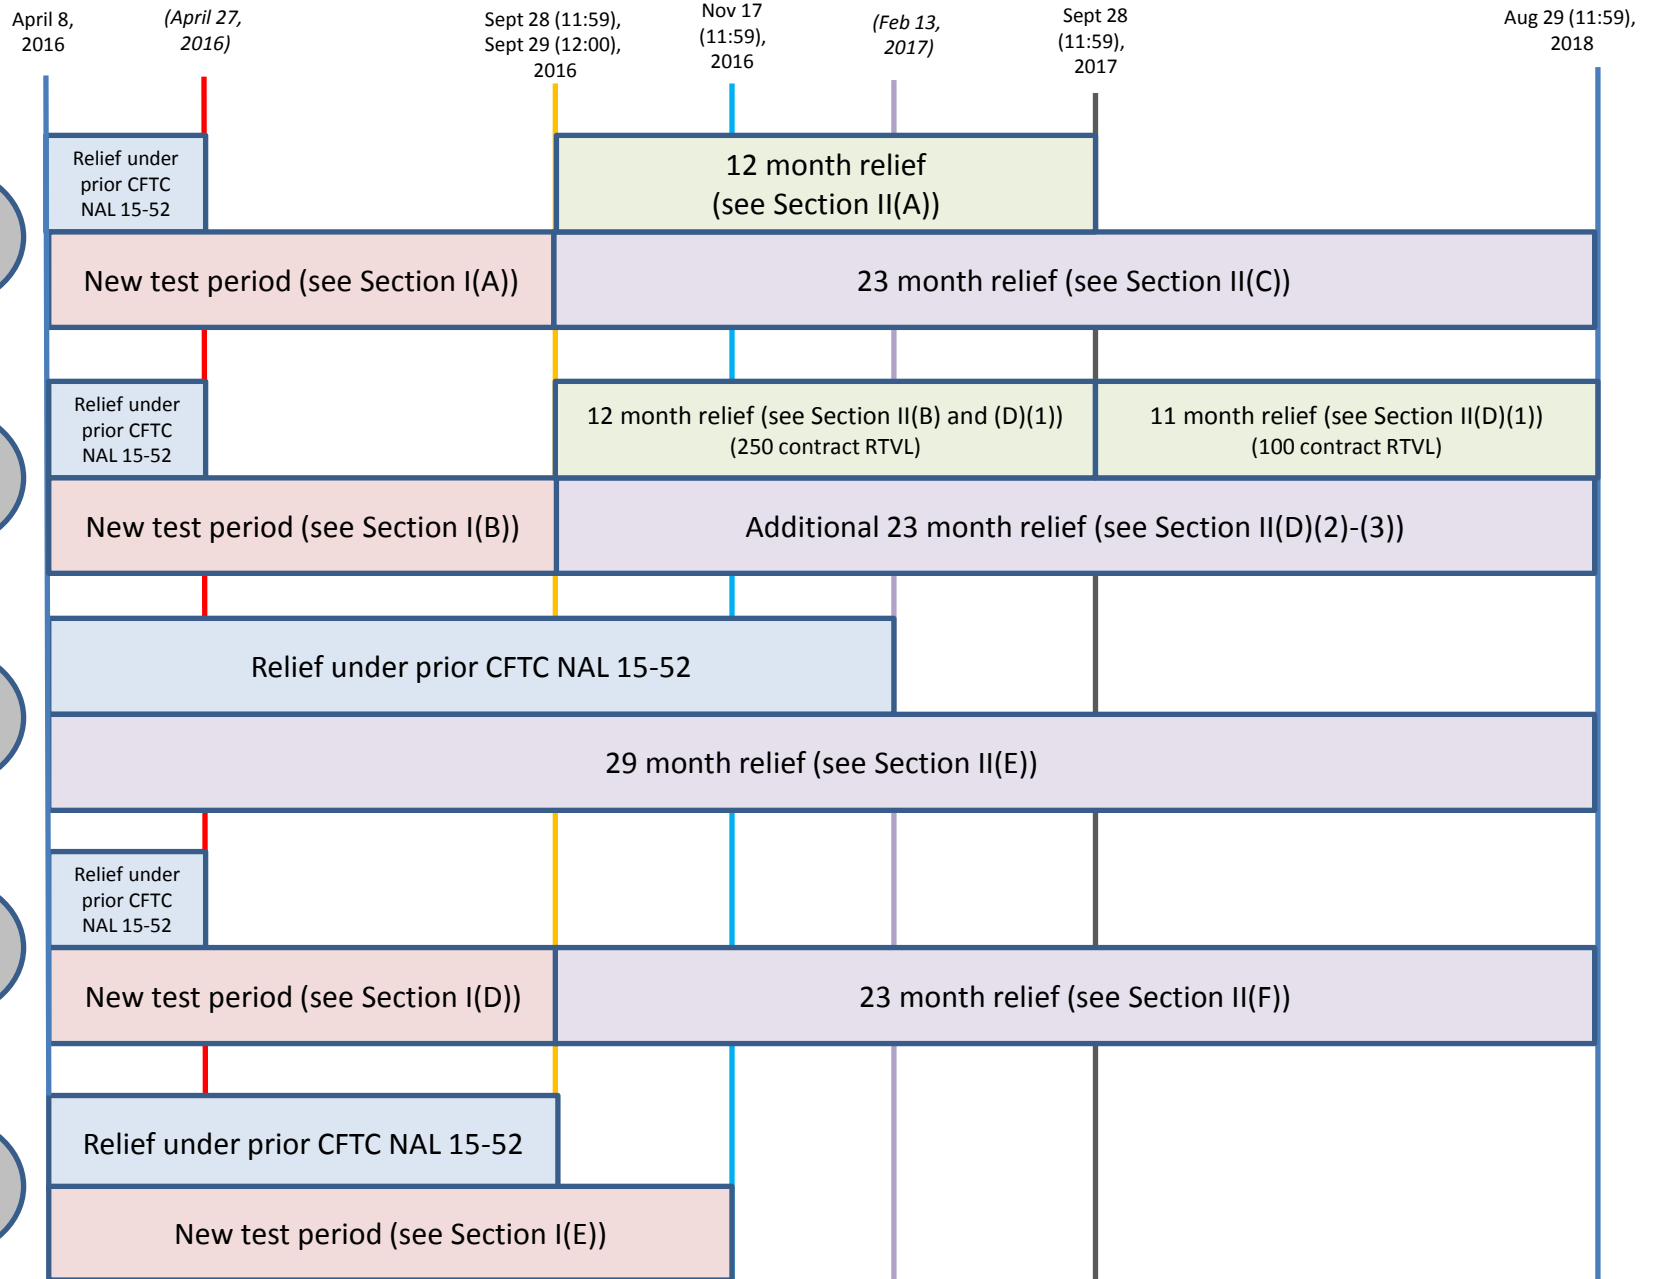 April 8,
2016
(April 27,
2016)
Sept 28 (11:59),
Sept 29 (12:00),
2016
Nov 17
(11:59),
2016
(Feb 13,
2017)
Sept 28
(11:59),
2017
Aug 29 (11:59),
2018
Relief under
prior CFTC
NAL 15-52
12 month relief
(see Section II(A))
New test period (see Section I(A))
23 month relief (see Section II(C))
Relief under
prior CFTC
NAL 15-52
12 month relief (see Section II(B) and (D)(1))
(250 contract RTVL)
11 month relief (see Section II(D)(1))
(100 contract RTVL)
New test period (see Section I(B))
Additional 23 month relief (see Section II(D)(2)-(3))
Relief under prior CFTC NAL 15-52
29 month relief (see Section II(E))
Relief under
prior CFTC
NAL 15-52
New test period (see Section I(D))
23 month relief (see Section II(F))
Relief under prior CFTC NAL 15-52
New test period (see Section I(E))